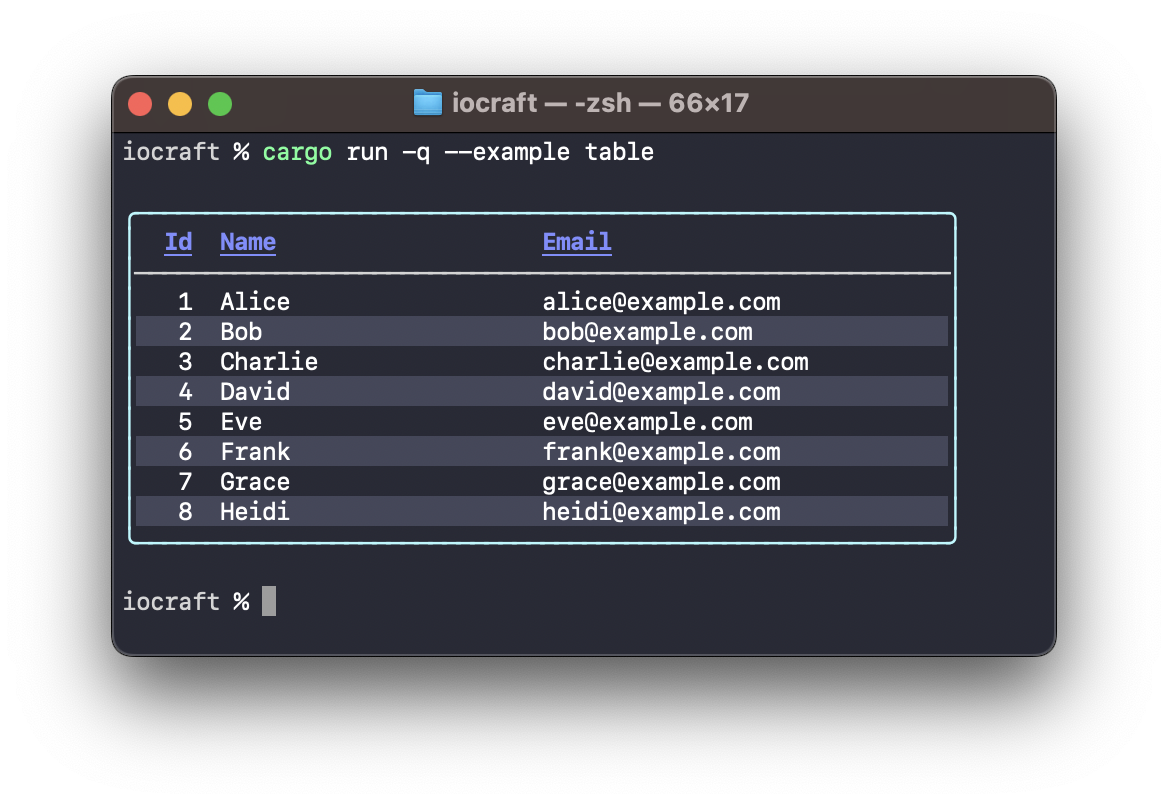 iocraft — -zsh — 66×17
iocraft % cargo run -q --example table
Id Name Email
1 Alice alice@example.com
2 Bob bob@example.com
3 Charlie charlie@example.com
4 David david@example.com
5 Eve eve@example.com
6 Frank frank@example.com
7 Grace grace@example.com
8 Heidi heidi@example.com
iocraft %